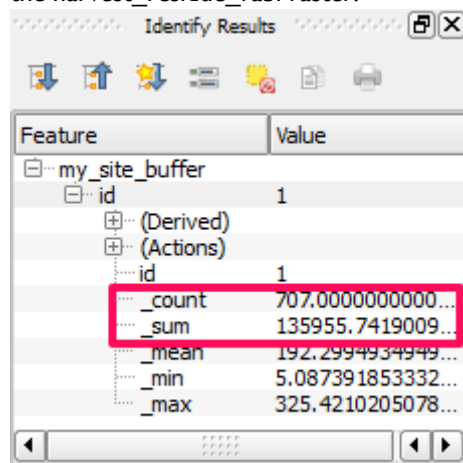 Identify Results
Feature Value
my_site_buffer
id 1
(Derived)
(Actions)
id 1
_count 707.0000000000...
_sum 135955.7419009...
_mean 192.2994934949...
_min 5.087391853332...
_max 325.4210205078...